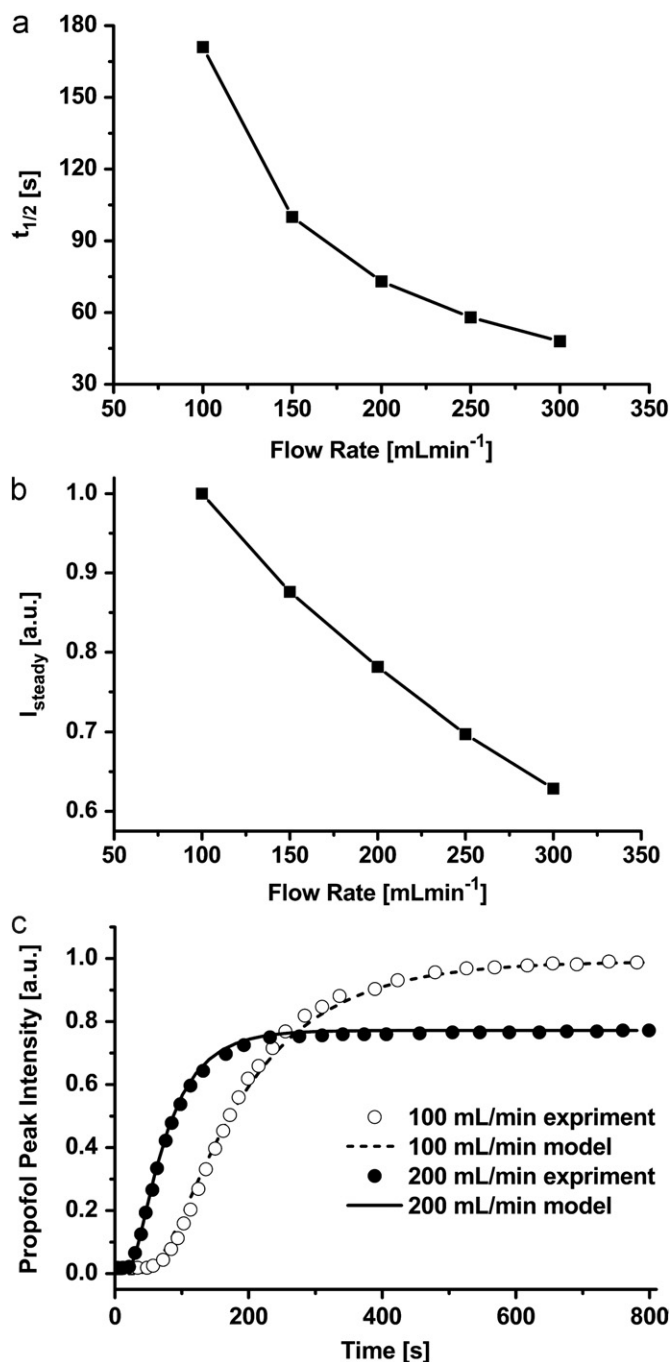 a
180
150
120
90
60
30
t1/2 [s]
50 100 150 200 250 300 350
Flow Rate [mLmin-1]
b
1.0
0.9
0.8
0.7
0.6
Isteady [a.u.]
50 100 150 200 250 300 350
Flow Rate [mLmin-1]
c
1.0
0.8
0.6
0.4
0.2
0.0
Propofol Peak Intensity [a.u.]
100 mL/min expriment
100 mL/min model
200 mL/min expriment
200 mL/min model
0 200 400 600 800
Time [s]